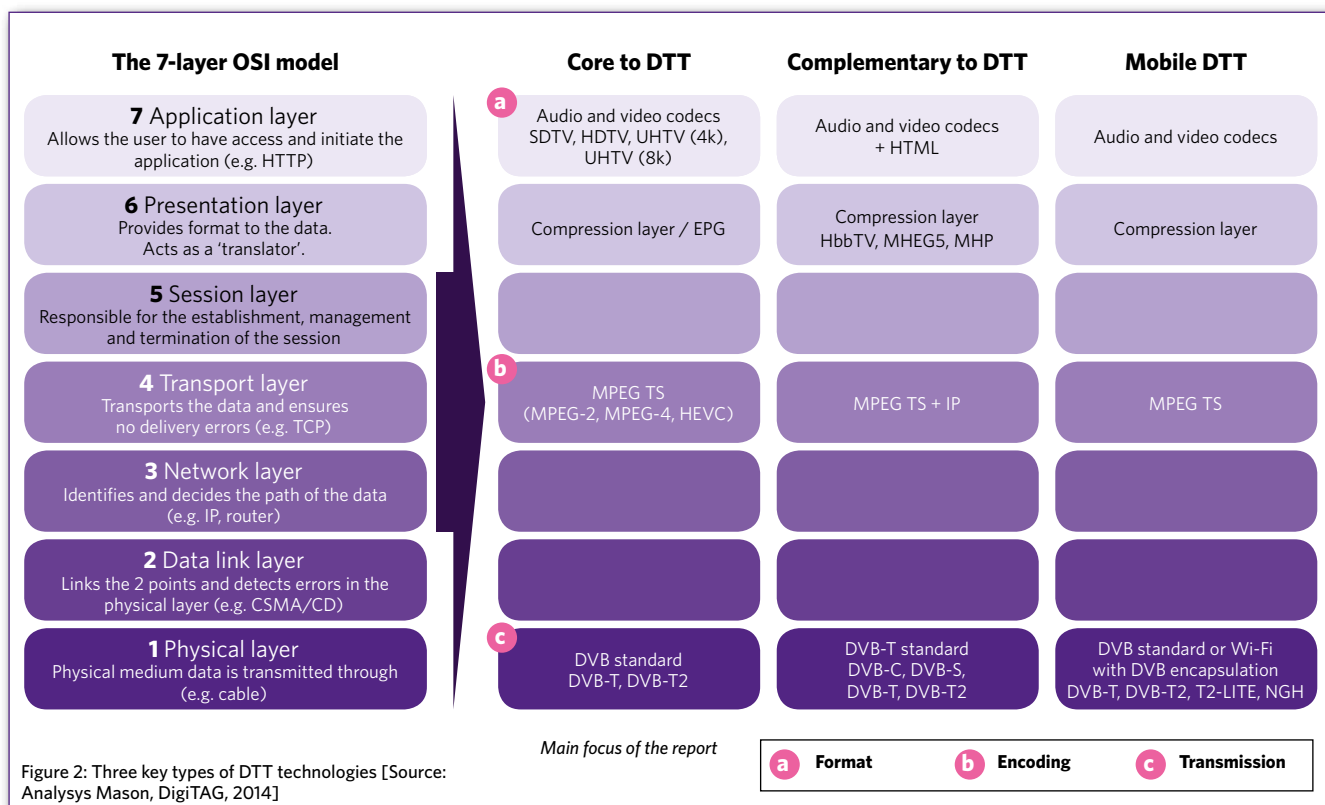 The 7-layer OSI model
Core to DTT
Complementary to DTT
Mobile DTT
7 Application layer
Allows the user to have access and initiate the
application (e.g. HTTP)
a
Audio and video codecs
SDTV, HDTV, UHTV (4k),
UHTV (8k)
Audio and video codecs
+ HTML
Audio and video codecs
6 Presentation layer
Provides format to the data.
Acts as a ‘translator’.
Compression layer / EPG
Compression layer
HbbTV, MHEG5, MHP
Compression layer
5 Session layer
Responsible for the establishment, management
and termination of the session
4 Transport layer
Transports the data and ensures
no delivery errors (e.g. TCP)
b
MPEG TS
(MPEG-2, MPEG-4, HEVC)
MPEG TS + IP
MPEG TS
3 Network layer
Identifies and decides the path of the data
(e.g. IP, router)
2 Data link layer
Links the 2 points and detects errors in the
physical layer (e.g. CSMA/CD)
1 Physical layer
Physical medium data is transmitted through
(e.g. cable)
c
DVB standard
DVB-T, DVB-T2
DVB-T standard
DVB-C, DVB-S,
DVB-T, DVB-T2
DVB standard or Wi-Fi
with DVB encapsulation
DVB-T, DVB-T2, T2-LITE, NGH
Main focus of the report
a Format
b Encoding
c Transmission
Figure 2: Three key types of DTT technologies [Source:
Analysys Mason, DigiTAG, 2014]